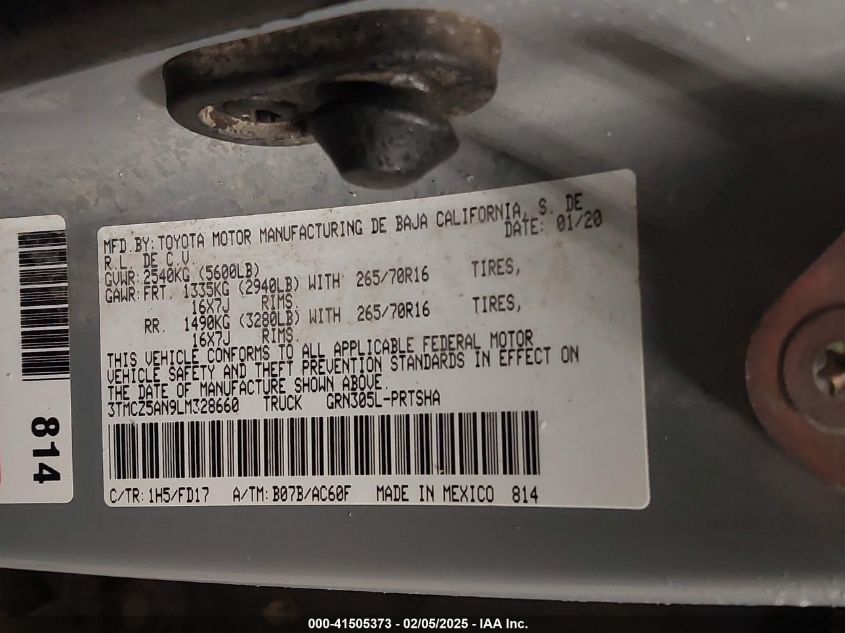 MFD BY: TOYOTA MOTOR MANUFACTURING DE BAJA CALIFORNIA, S. DE
R.L. DE C.V. DATE: 01/20
GVWR: 2540KG (5600LB)
GAWR: FRT. 1335KG (2940LB) WITH 265/70R16 TIRES,
16X7J RIMS.
RR. 1490KG (3280LB) WITH 265/70R16 TIRES,
16X7J RIMS.
THIS VEHICLE CONFORMS TO ALL APPLICABLE FEDERAL MOTOR
VEHICLE SAFETY AND THEFT PREVENTION STANDARDS IN EFFECT ON
THE DATE OF MANUFACTURE SHOWN ABOVE.
3TMCZ5AN9LM328660 TRUCK GRN305L-PRTSHA
C/TR: 1H5/FD17 A/TM: B07B/AC60F MADE IN MEXICO 814
814
000-41505373 - 02/05/2025 - IAA Inc.